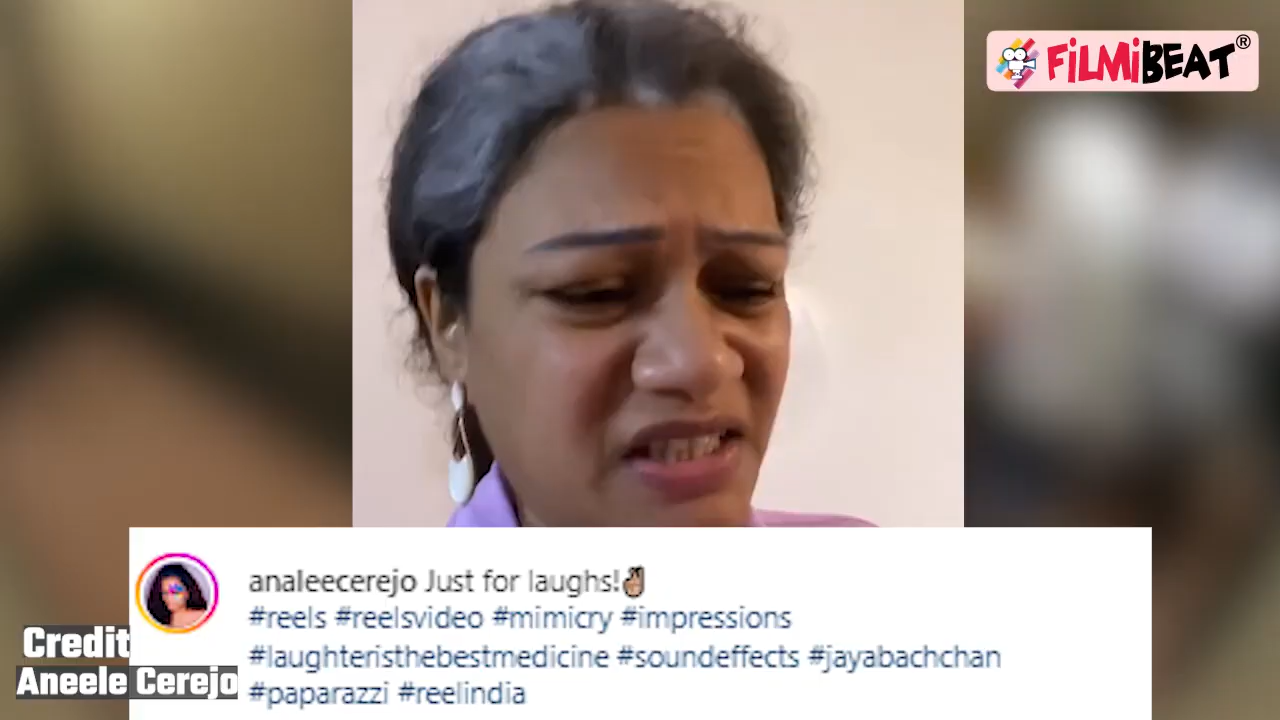 FiLMiBEAT®
analeecerejo Just for laughs!✌🏽
#reels #reelsvideo #mimicry #impressions
#laughteristhebestmedicine #soundeffects #jayabachchan
#paparazzi #reelindia
Credit
Aneele Cerejo